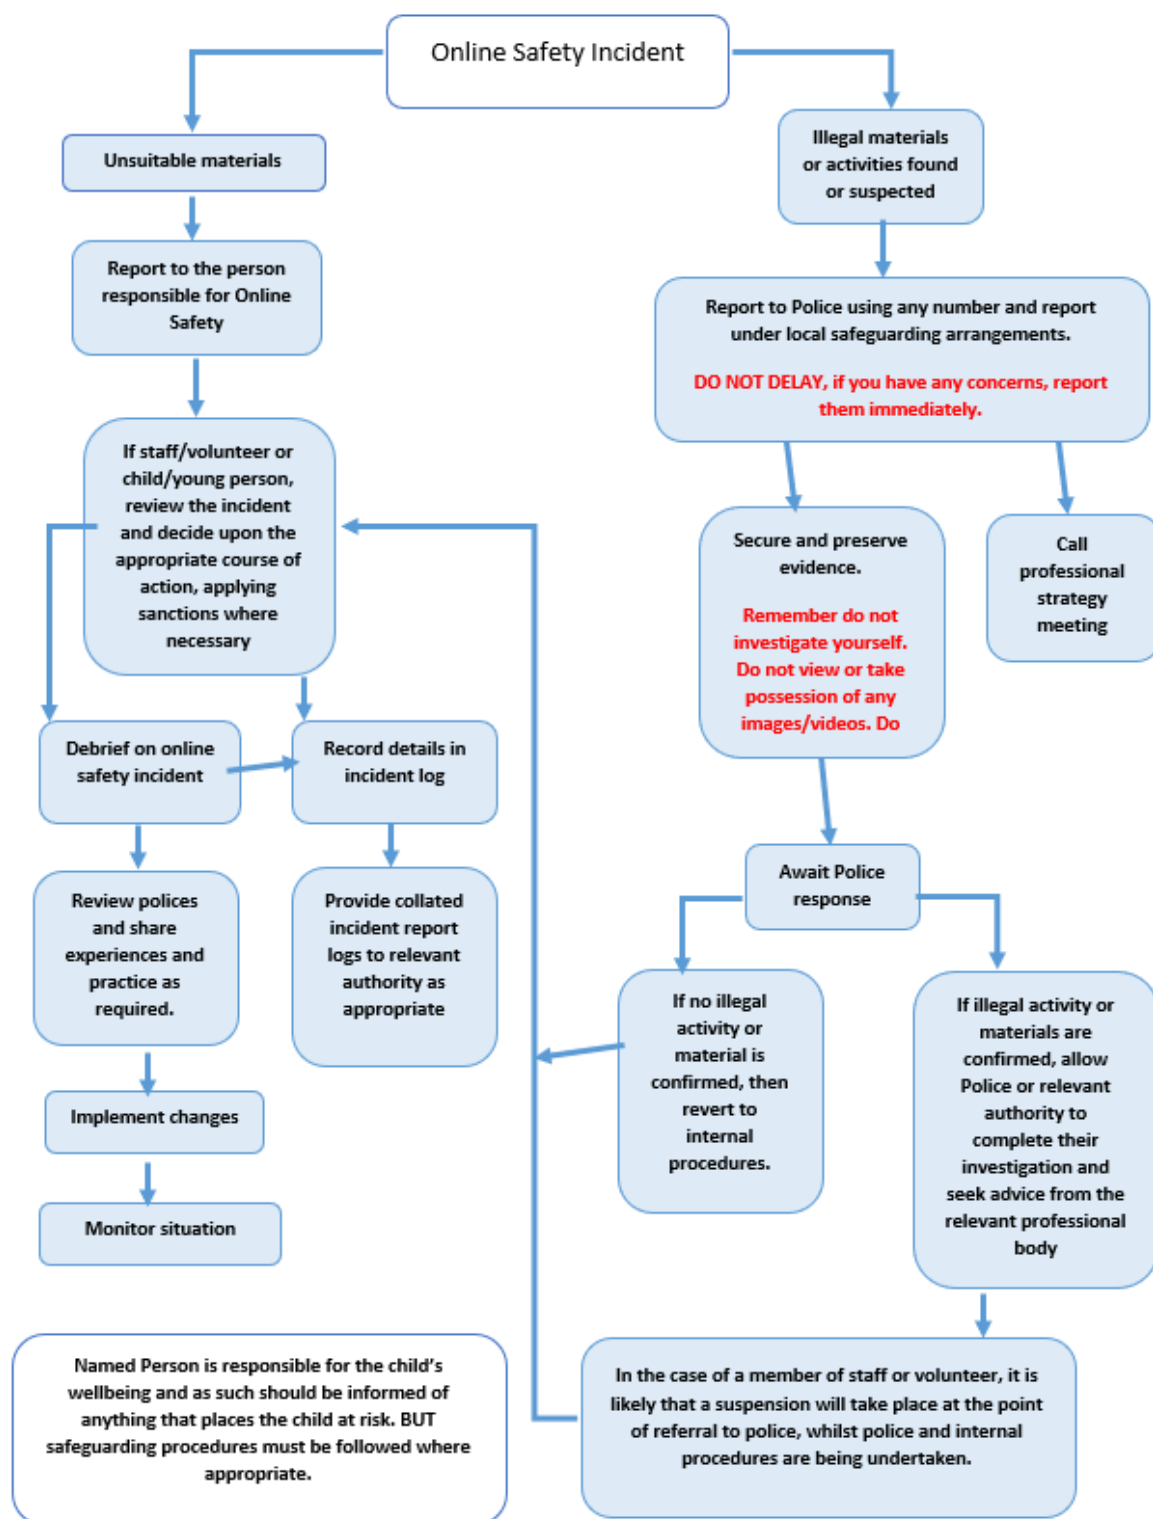 Online Safety Incident
Unsuitable materials
Report to the person
responsible for Online
Safety
If staff/volunteer or
child/young person,
review the incident
and decide upon the
appropriate course of
action, applying
sanctions where
necessary
Debrief on online
safety incident
Record details in
incident log
Review polices
and share
experiences and
practice as
required.
Provide collated
incident report
logs to relevant
authority as
appropriate
Implement changes
Monitor situation
Illegal materials
or activities found
or suspected
Report to Police using any number and report
under local safeguarding arrangements.
DO NOT DELAY, if you have any concerns, report
them immediately.
Secure and preserve
evidence.
Remember do not
investigate yourself.
Do not view or take
possession of any
images/videos. Do
Call
professional
strategy
meeting
Await Police
response
If no illegal
activity or
material is
confirmed, then
revert to
internal
procedures.
If illegal activity or
materials are
confirmed, allow
Police or relevant
authority to
complete their
investigation and
seek advice from the
relevant professional
body
In the case of a member of staff or volunteer, it is
likely that a suspension will take place at the point
of referral to police, whilst police and internal
procedures are being undertaken.
Named Person is responsible for the child’s
wellbeing and as such should be informed of
anything that places the child at risk. BUT
safeguarding procedures must be followed where
appropriate.